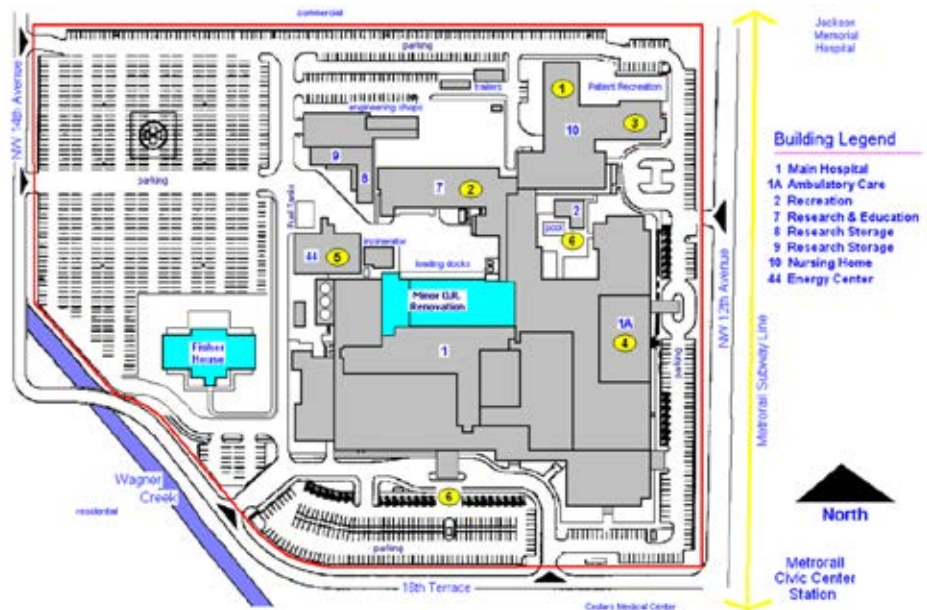 commercial
Jackson
Memorial
Hospital
parking
NW 14th Avenue
trailers
1
Patient Recreation
engineering shops
3
10
Building Legend
1 Main Hospital
1A Ambulatory Care
2 Recreation
7 Research & Education
8 Research Storage
9 Research Storage
10 Nursing Home
44 Energy Center
9
parking
8
7
2
2
Fuel Tanks
pool
6
44
5
incinerator
loading docks
NW 12th Avenue
Metrorail Subway Line
Minor O.R.
Renovation
1A
4
parking
Fisher
House
1
Wagner
Creek
residential
6
parking
North
18th Terrace
Metrorail
Civic Center
Station
Cedars Medical Center